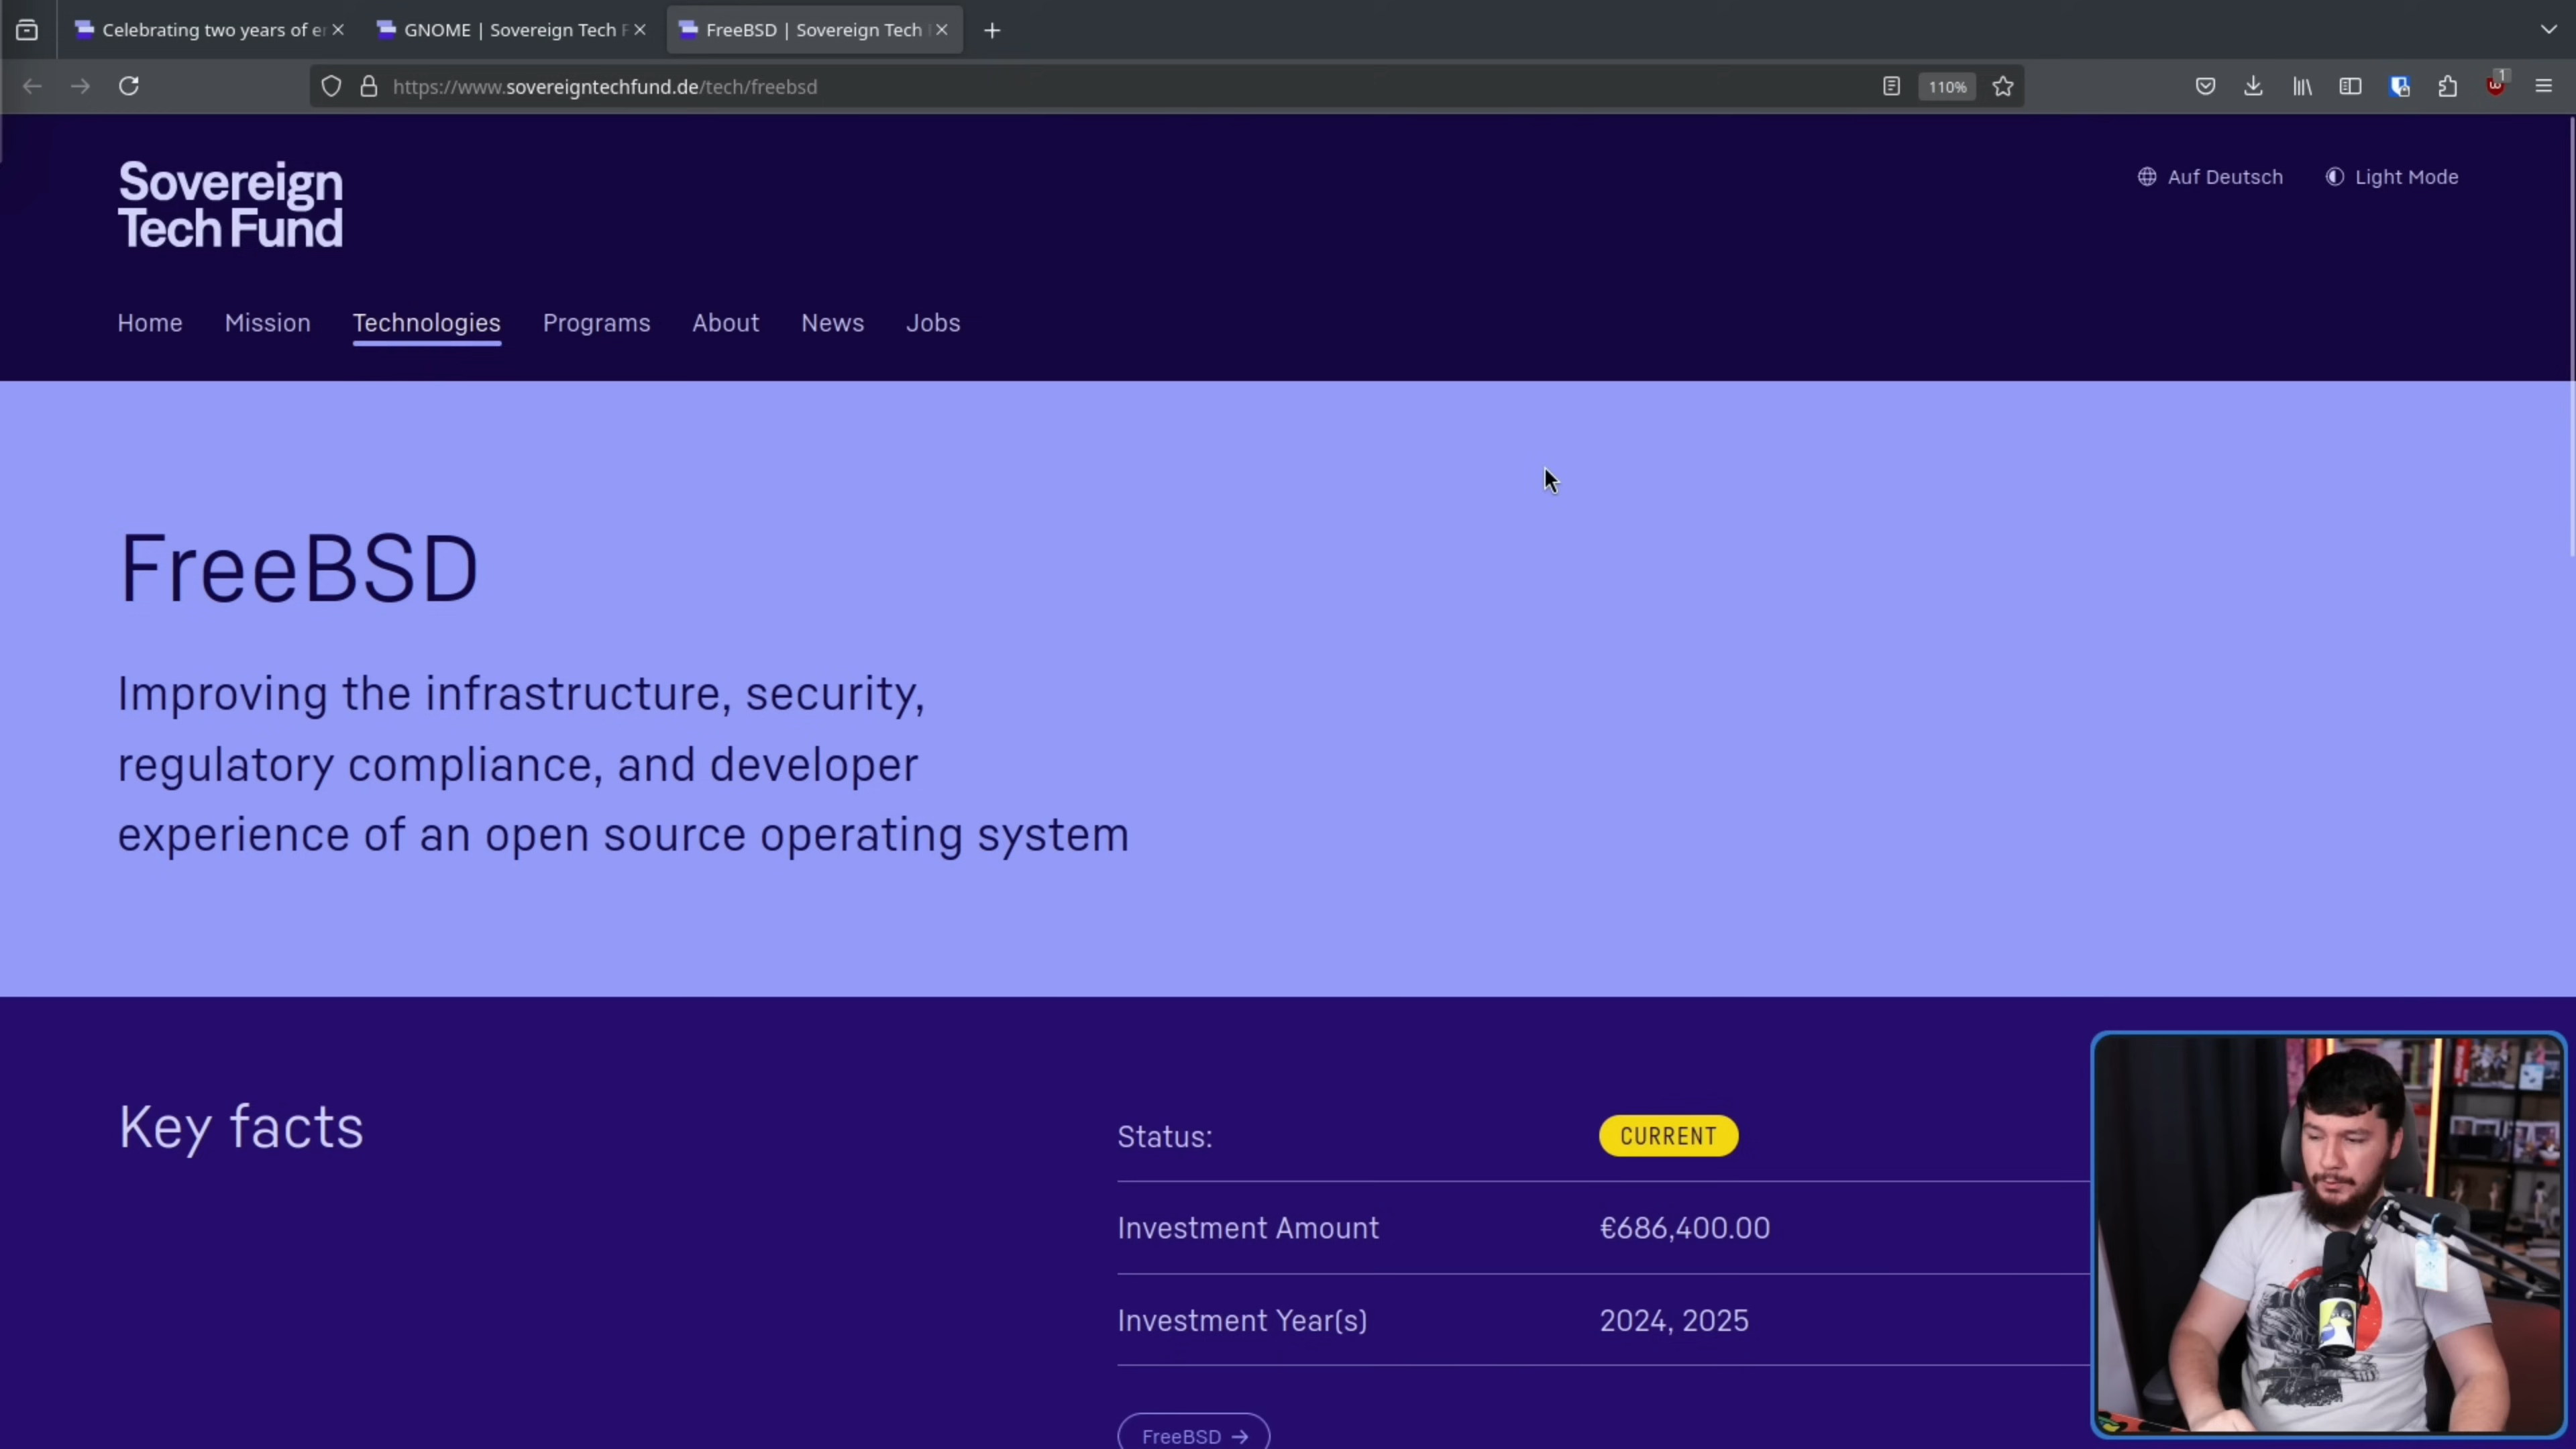 Celebrating two years of e
GNOME | Sovereign Tech F
FreeBSD | Sovereign Tech
https://www.sovereigntechfund.de/tech/freebsd
110%
1
Sovereign
Tech Fund
Auf Deutsch
Light Mode
Home
Mission
Technologies
Programs
About
News
Jobs
FreeBSD
Improving the infrastructure, security,
regulatory compliance, and developer
experience of an open source operating system
Key facts
Status:
CURRENT
Investment Amount
€686,400.00
Investment Year(s)
2024, 2025
FreeBSD →